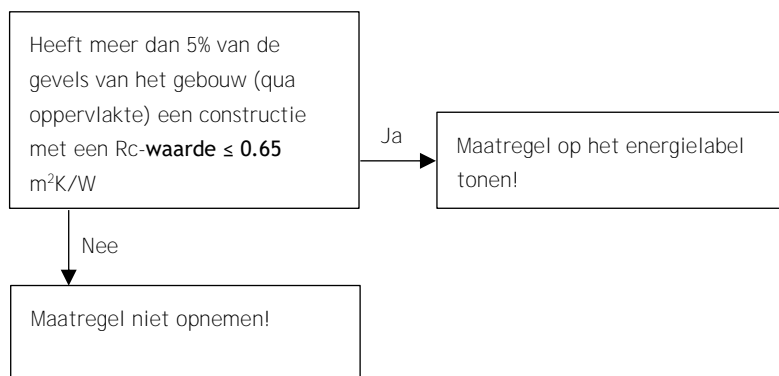 Heeft meer dan 5% van de
gevels van het gebouw (qua
oppervlakte) een constructie
met een Rc-waarde ≤ 0.65
m²K/W
Ja
Maatregel op het energielabel
tonen!
Nee
Maatregel niet opnemen!